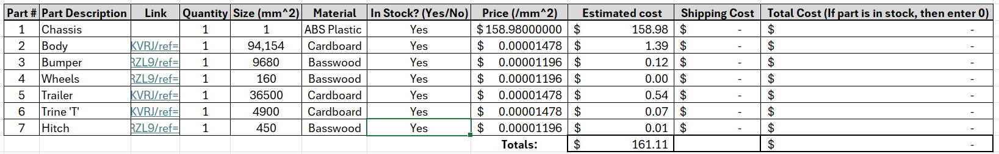 Part # Part Description Link Quantity Size (mm^2) Material In Stock? (Yes/No) Price (/mm^2) Estimated cost Shipping Cost Total Cost (If part is in stock, then enter 0)
1 Chassis 1 1 ABS Plastic Yes $158.98000000 $ 158.98 $ - $ -
2 Body KVRJ/ref= 1 94,154 Cardboard Yes $ 0.00001478 $ 1.39 $ - $ -
3 Bumper RZL9/ref= 1 9680 Basswood Yes $ 0.00001196 $ 0.12 $ - $ -
4 Wheels RZL9/ref= 1 160 Basswood Yes $ 0.00001196 $ 0.00 $ - $ -
5 Trailer KVRJ/ref= 1 36500 Cardboard Yes $ 0.00001478 $ 0.54 $ - $ -
6 Trine 'T' KVRJ/ref= 1 4900 Cardboard Yes $ 0.00001478 $ 0.07 $ - $ -
7 Hitch RZL9/ref= 1 450 Basswood Yes $ 0.00001196 $ 0.01 $ - $ -
Totals: $ 161.11 $ -